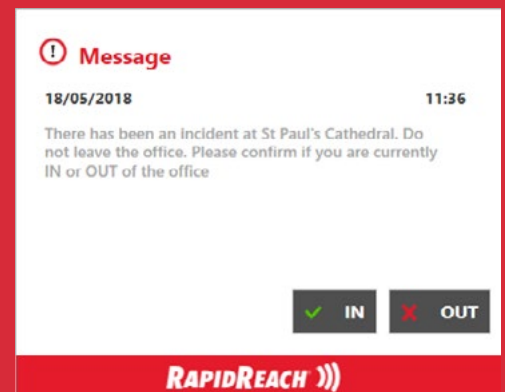 Message
18/05/2018 11:36
There has been an incident at St Paul's Cathedral. Do
not leave the office. Please confirm if you are currently
IN or OUT of the office
IN OUT
RAPIDREACH